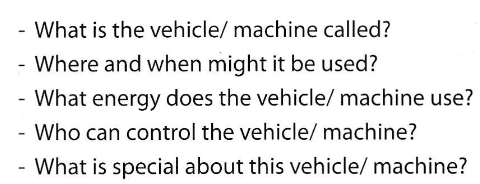 - What is the vehicle/ machine called?
- Where and when might it be used?
- What energy does the vehicle/ machine use?
- Who can control the vehicle/ machine?
- What is special about this vehicle/ machine?